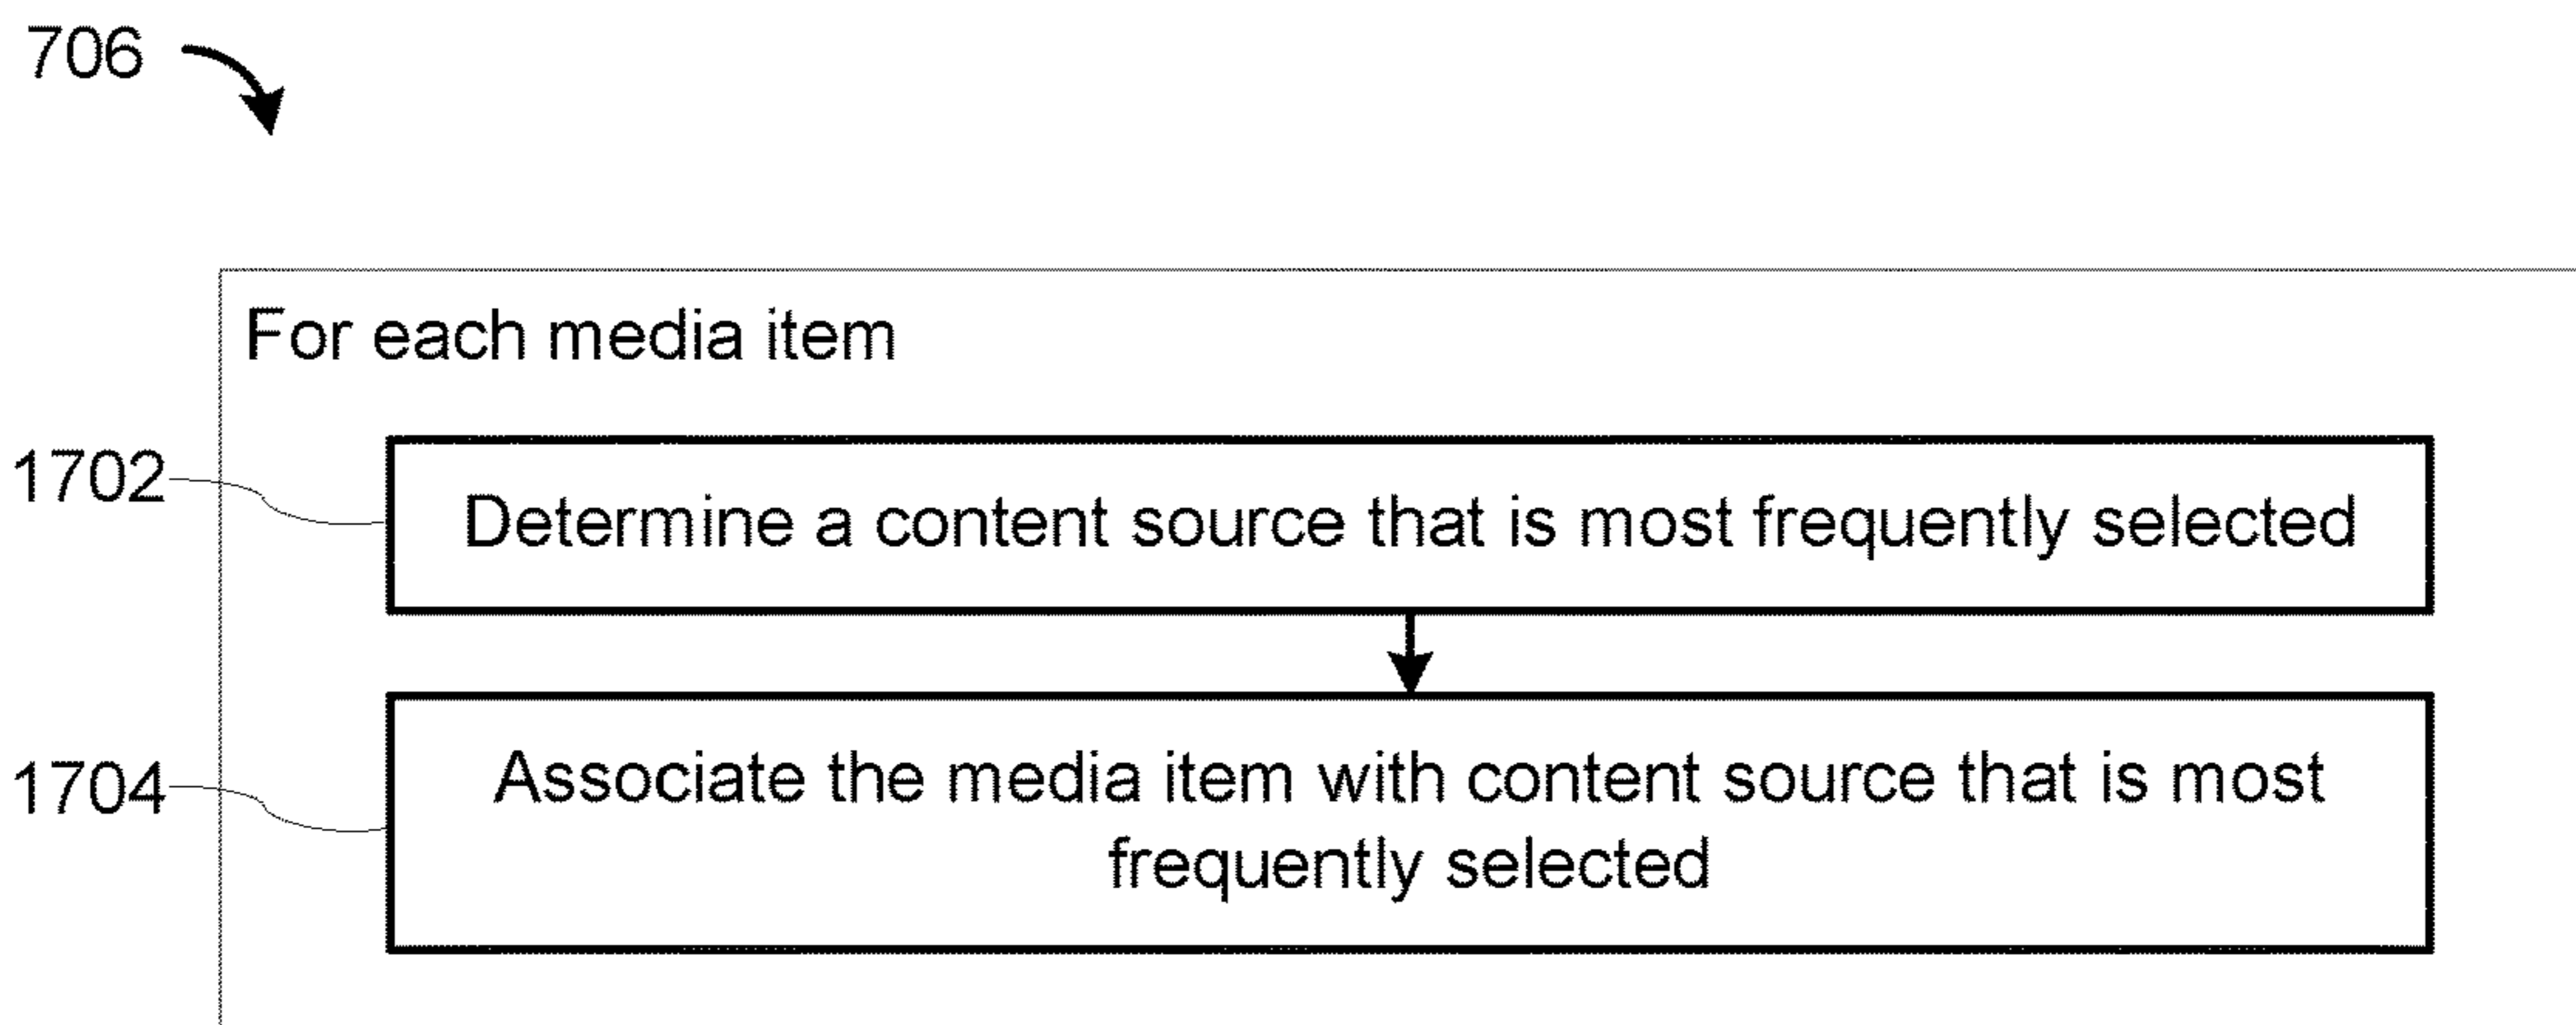 706
For each media item
1702
Determine a content source that is most frequently selected
1704
Associate the media item with content source that is most
frequently selected